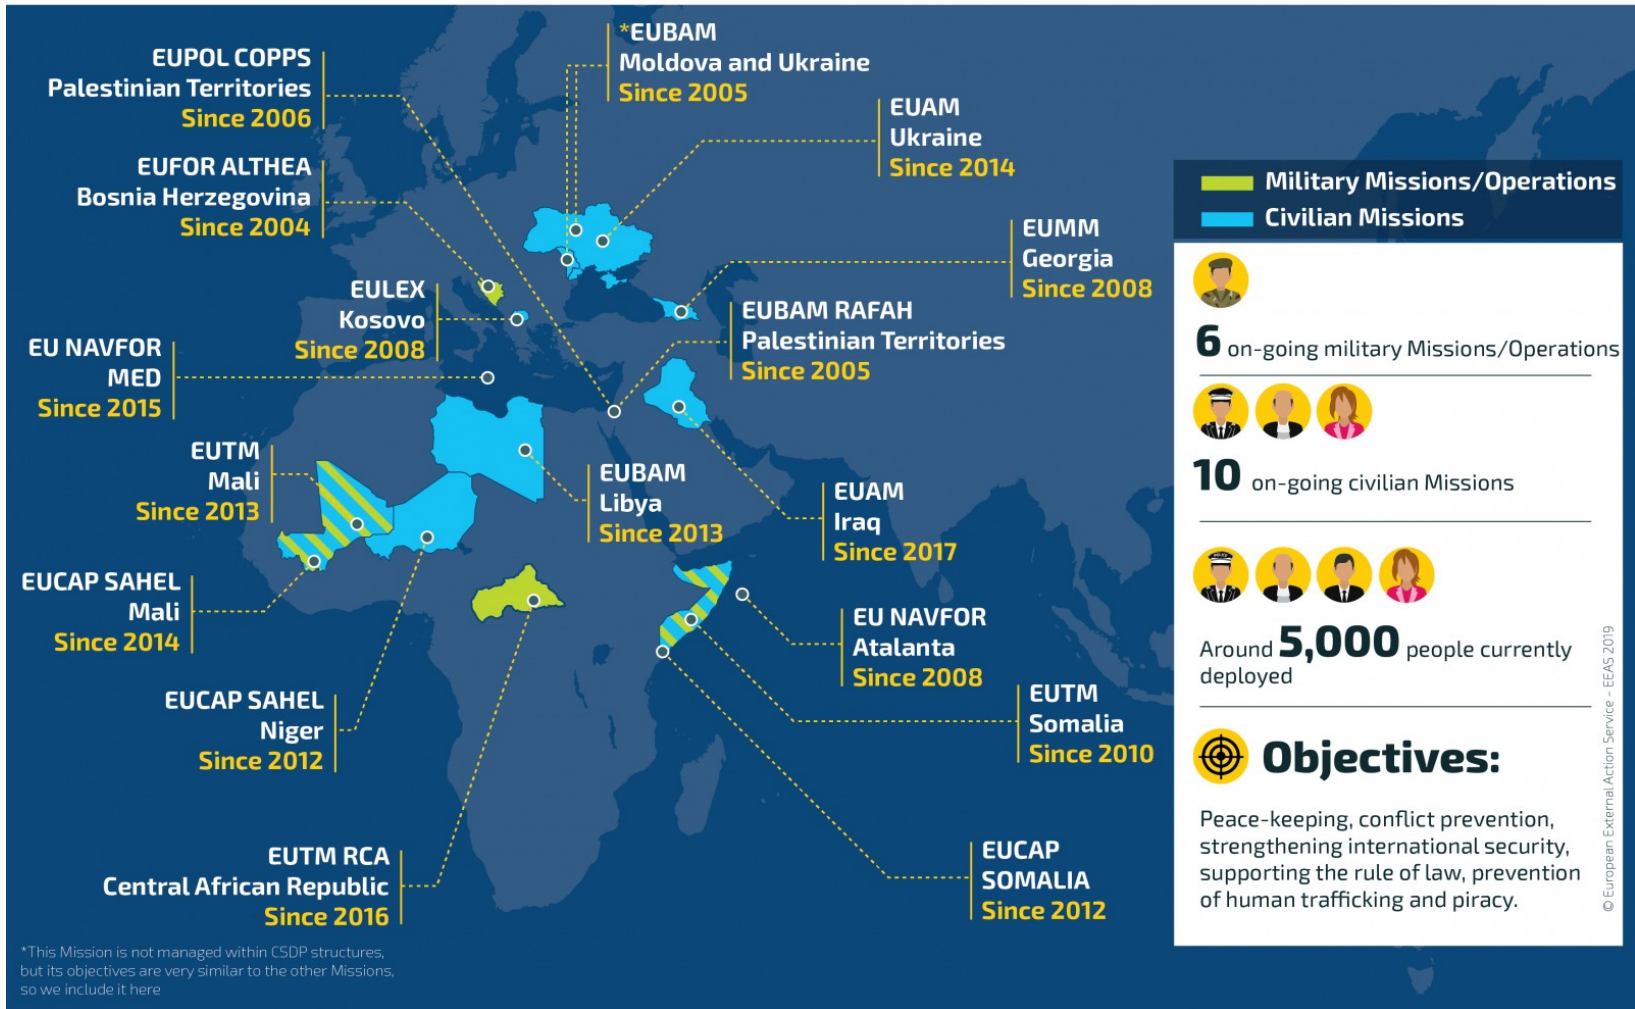 EUPOL COPPS
Palestinian Territories
Since 2006
*EUBAM
Moldova and Ukraine
Since 2005
EUAM
Ukraine
Since 2014
EUFOR ALTHEA
Bosnia Herzegovina
Since 2004
EUMM
Georgia
Since 2008
EULEX
Kosovo
Since 2008
EUBAM RAFAH
Palestinian Territories
Since 2005
EU NAVFOR
MED
Since 2015
EUTM
Mali
Since 2013
EUBAM
Libya
Since 2013
EUAM
Iraq
Since 2017
EUCAP SAHEL
Mali
Since 2014
EU NAVFOR
Atalanta
Since 2008
EUCAP SAHEL
Niger
Since 2012
EUTM
Somalia
Since 2010
EUTM RCA
Central African Republic
Since 2016
EUCAP
SOMALIA
Since 2012
*This Mission is not managed within CSDP structures,
but its objectives are very similar to the other Missions,
so we include it here
Military Missions/Operations
Civilian Missions
6 on-going military Missions/Operations
10 on-going civilian Missions
POLICE
Around 5,000 people currently
deployed
Objectives:
Peace-keeping, conflict prevention,
strengthening international security,
supporting the rule of law, prevention
of human trafficking and piracy.
© European External Action Service - EEAS 2019